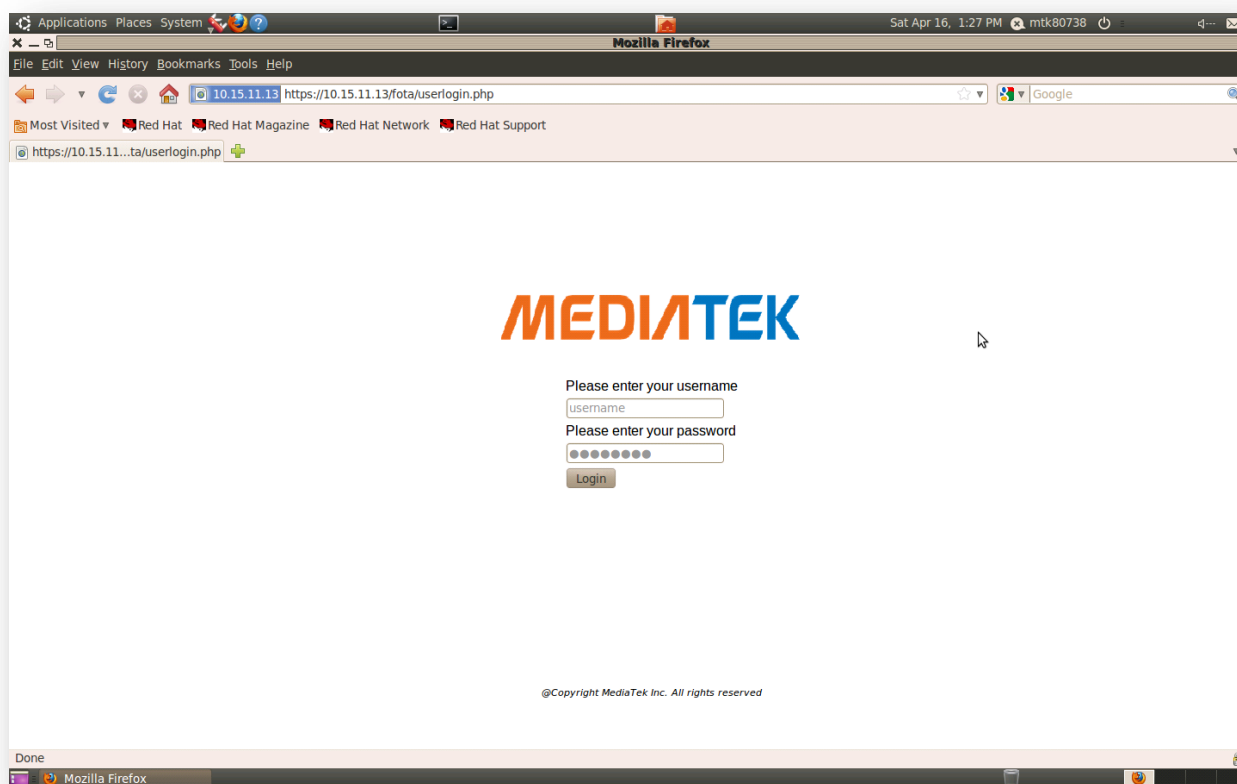 Applications Places System Sat Apr 16, 1:27 PM mtk80738
Mozilla Firefox
File Edit View History Bookmarks Tools Help
10.15.11.13 https://10.15.11.13/fota/userlogin.php Google
Most Visited Red Hat Red Hat Magazine Red Hat Network Red Hat Support
https://10.15.11...ta/userlogin.php
MEDIATEK
Please enter your username
username
Please enter your password
Login
@Copyright MediaTek Inc. All rights reserved
Done
Mozilla Firefox